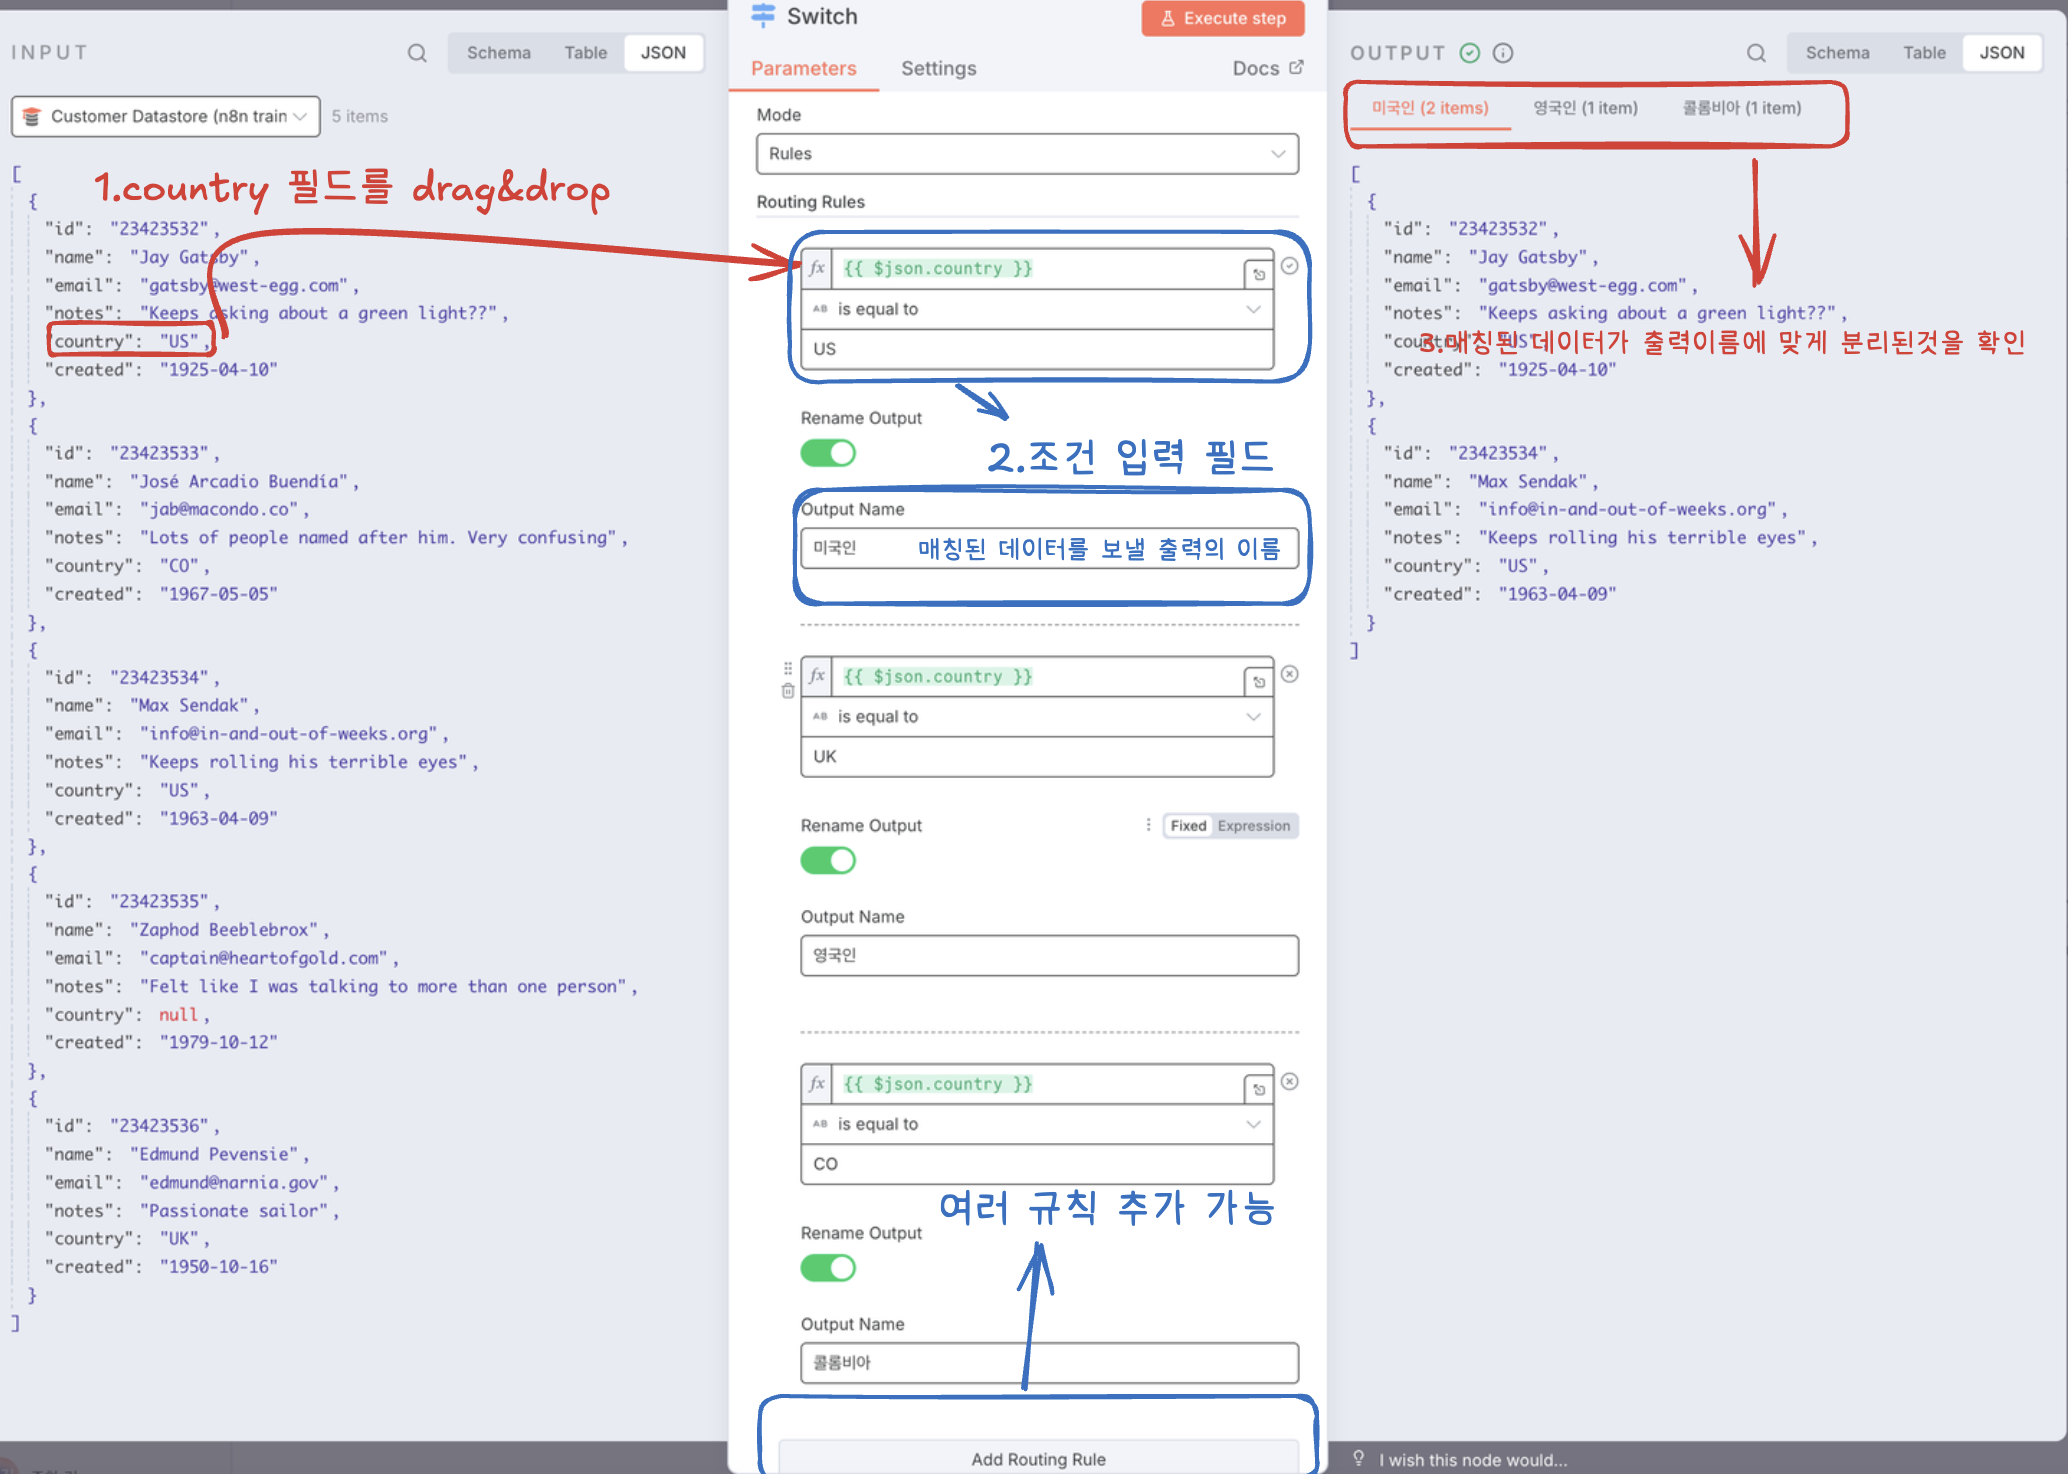 INPUT
Schema
Table
JSON
Customer Datastore (n8n train
5 items
1.country 필드를 drag&drop
[
{
"id": "23423532",
"name": "Jay Gatsby",
"email": "gatsby@west-egg.com",
"notes": "Keeps asking about a green light??",
"country": "US",
"created": "1925-04-10"
},
{
"id": "23423533",
"name": "José Arcadio Buendía",
"email": "jab@macondo.co",
"notes": "Lots of people named after him. Very confusing",
"country": "CO",
"created": "1967-05-05"
},
{
"id": "23423534",
"name": "Max Sendak",
"email": "info@in-and-out-of-weeks.org",
"notes": "Keeps rolling his terrible eyes",
"country": "US",
"created": "1963-04-09"
},
{
"id": "23423535",
"name": "Zaphod Beeblebrox",
"email": "captain@heartofgold.com",
"notes": "Felt like I was talking to more than one person",
"country": null,
"created": "1979-10-12"
},
{
"id": "23423536",
"name": "Edmund Pevensie",
"email": "edmund@narnia.gov",
"notes": "Passionate sailor",
"country": "UK",
"created": "1950-10-16"
}
]
Switch
Execute step
Parameters
Settings
Docs
Mode
Rules
Routing Rules
fx {{ $json.country }}
AB is equal to
US
Rename Output
2.조건 입력 필드
Output Name
미국인
매칭된 데이터를 보낼 출력의 이름
fx {{ $json.country }}
AB is equal to
UK
Rename Output
Fixed Expression
Output Name
영국인
fx {{ $json.country }}
AB is equal to
CO
여러 규칙 추가 가능
Rename Output
Output Name
콜롬비아
Add Routing Rule
OUTPUT
Schema
Table
JSON
미국인 (2 items)
영국인 (1 item)
콜롬비아 (1 item)
[
{
"id": "23423532",
"name": "Jay Gatsby",
"email": "gatsby@west-egg.com",
"notes": "Keeps asking about a green light??",
"country": "US",
3.매칭된 데이터가 출력이름에 맞게 분리된것을 확인
"created": "1925-04-10"
},
{
"id": "23423534",
"name": "Max Sendak",
"email": "info@in-and-out-of-weeks.org",
"notes": "Keeps rolling his terrible eyes",
"country": "US",
"created": "1963-04-09"
}
]
I wish this node would...